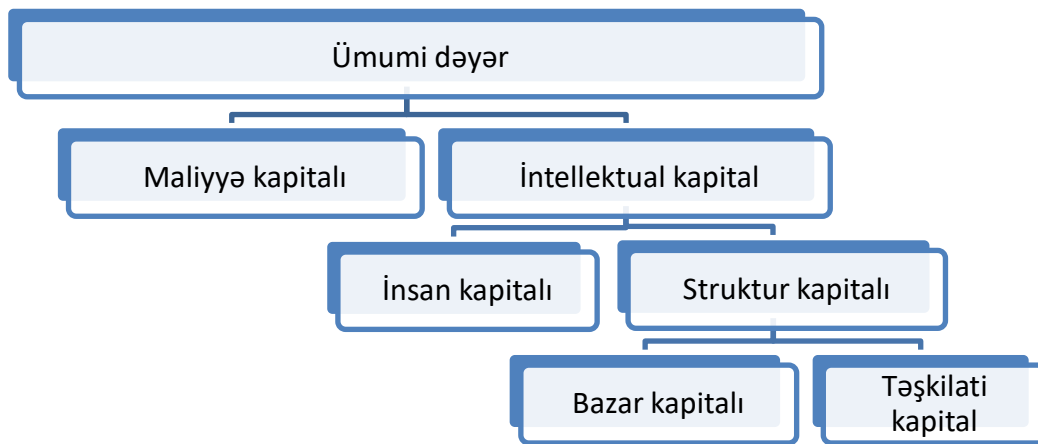 Ümumi dəyər
Maliyyə kapitalı
İntellektual kapital
İnsan kapitalı
Struktur kapitalı
Bazar kapitalı
Təşkilati
kapital